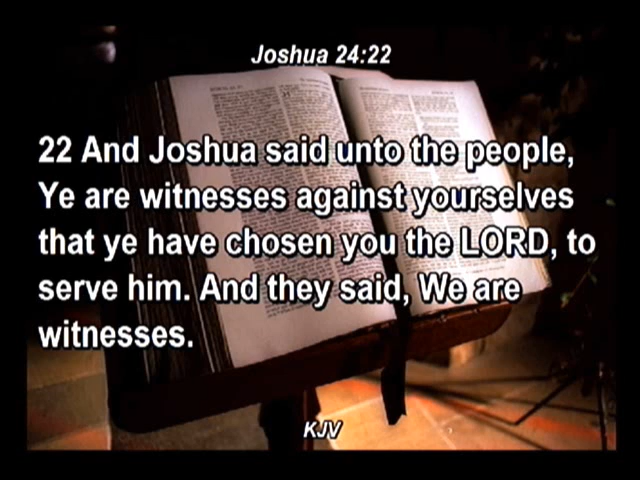 Joshua 24:22
22 And Joshua said unto the people,
Ye are witnesses against yourselves
that ye have chosen you the LORD, to
serve him. And they said, We are
witnesses.
KJV